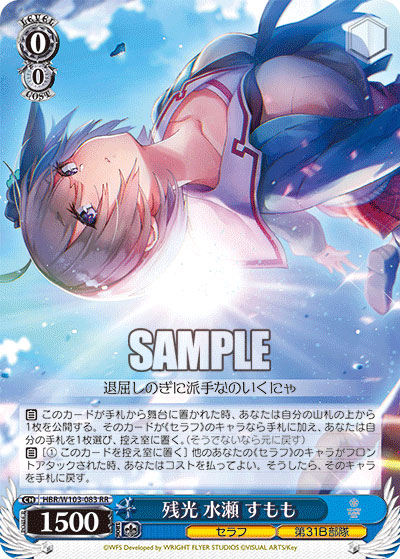 LEVEL
0
0
COST
SAMPLE
退屈しのぎに派手なのいくにゃ
自 このカードが手札から舞台に置かれた時、あなたは自分の山札の上から
1枚を公開する。そのカードが《セラフ》のキャラなら手札に加え、あなたは自分
の手札を1枚選び、控え室に置く。（そうでないなら元に戻す）
自 [① このカードを控え室に置く] 他のあなたの《セラフ》のキャラがフロント
アタックされた時、あなたはコストを払ってよい。そうしたら、そのキャラ
を手札に戻す。
CH HBR/W103-083 RR
1500
残光 水瀬 すもも
セラフ 第31B部隊
©WFS Developed by WRIGHT FLYER STUDIOS ©VISUAL ARTS/Key